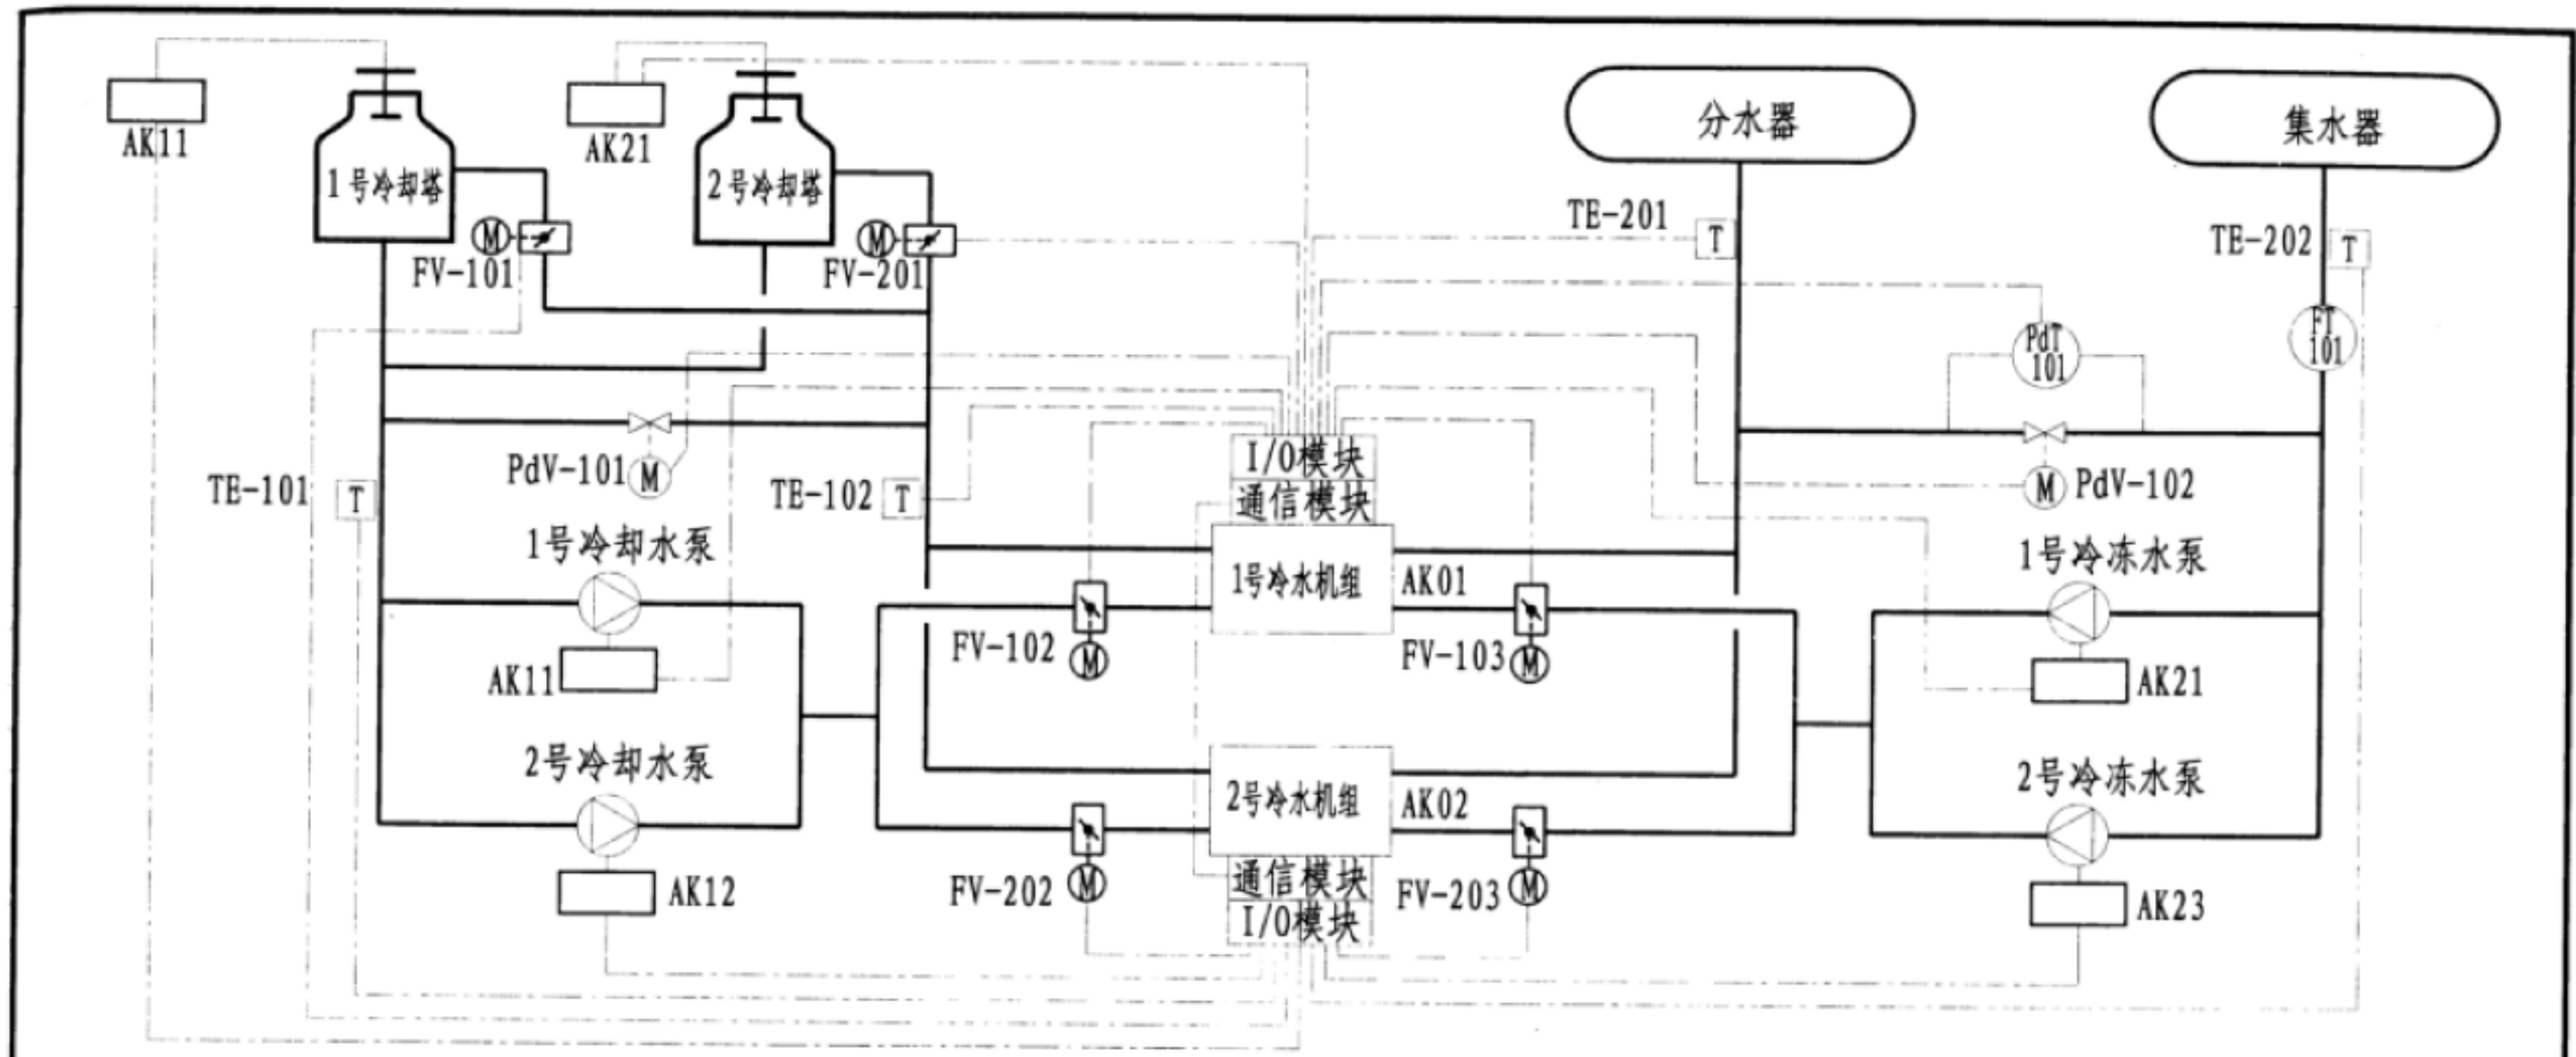 AK11
1号冷却塔
M
FV-101
AK21
2号冷却塔
M
FV-201
分水器
集水器
TE-201
T
TE-202
T
PdT
101
FT
101
PdV-101
M
TE-101
T
TE-102
T
I/O模块
通信模块
M
PdV-102
1号冷却水泵
AK11
2号冷却水泵
AK12
1号冷水机组
AK01
FV-102
M
FV-103
M
2号冷水机组
AK02
FV-202
M
FV-203
M
通信模块
I/O模块
1号冷冻水泵
AK21
2号冷冻水泵
AK23